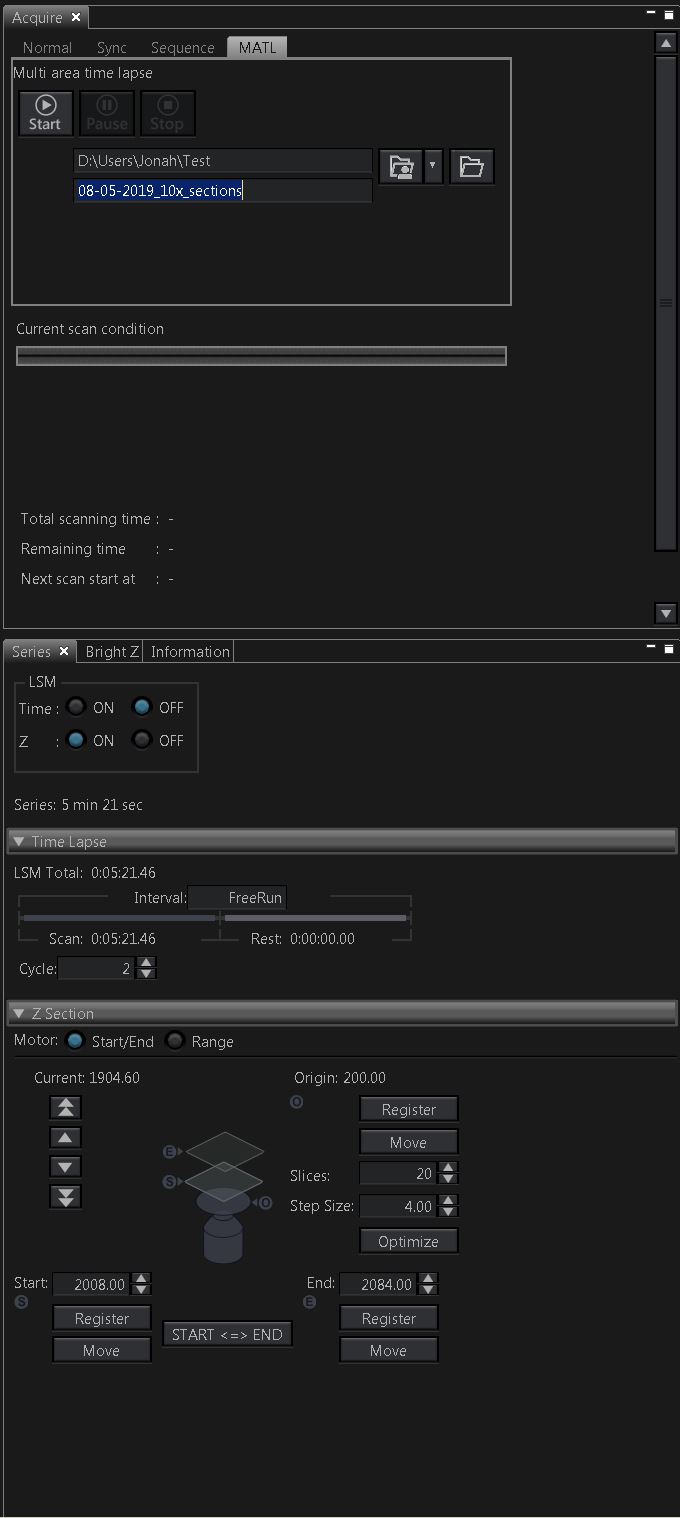 Acquire
Normal Sync Sequence MATL
Multi area time lapse
Start Pause Stop
D:\Users\Jonah\Test
08-05-2019_10x_sections
Current scan condition
Total scanning time : -
Remaining time : -
Next scan start at : -
Series Bright Z Information
LSM
Time : ON OFF
Z : ON OFF
Series: 5 min 21 sec
Time Lapse
LSM Total: 0:05:21.46
Interval: FreeRun
Scan: 0:05:21.46 Rest: 0:00:00.00
Cycle: 2
Z Section
Motor: Start/End Range
Current: 1904.60 Origin: 200.00
O
Register
Move
E
Slices: 20
S
O
Step Size: 4.00
Optimize
Start: 2008.00 End: 2084.00
S E
Register Register
START <=> END
Move Move